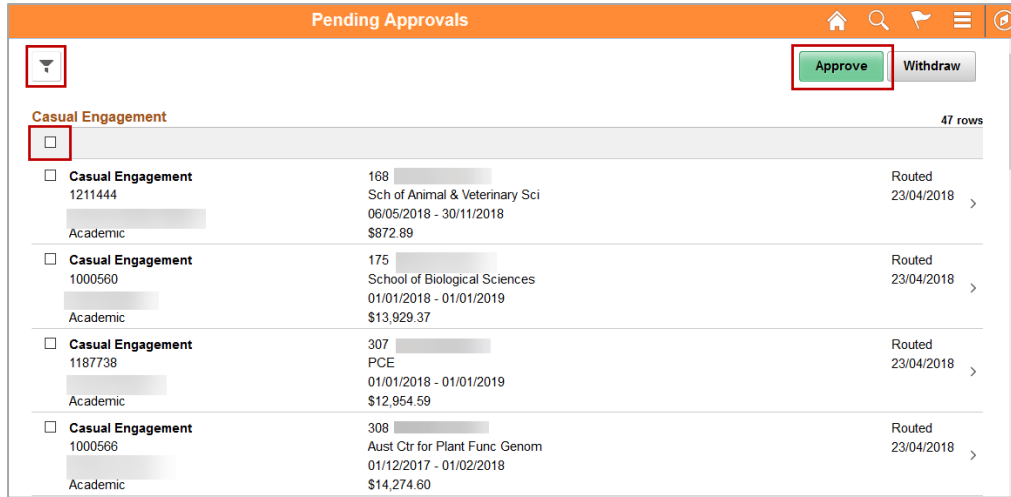 Pending Approvals
Approve Withdraw
Casual Engagement 47 rows
Casual Engagement 168 Routed
1211444 Sch of Animal & Veterinary Sci 23/04/2018
06/05/2018 - 30/11/2018
Academic $872.89
Casual Engagement 175 Routed
1000560 School of Biological Sciences 23/04/2018
01/01/2018 - 01/01/2019
Academic $13,929.37
Casual Engagement 307 Routed
1187738 PCE 23/04/2018
01/01/2018 - 01/01/2019
Academic $12,954.59
Casual Engagement 308 Routed
1000566 Aust Ctr for Plant Func Genom 23/04/2018
01/12/2017 - 01/02/2018
Academic $14,274.60